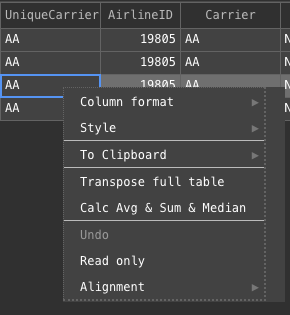 UniqueCarrier AirlineID Carrier
AA 19805 AA
AA 19805 AA
AA 19805 AA
AA
Column format
Style
To Clipboard
Transpose full table
Calc Avg & Sum & Median
Undo
Read only
Alignment